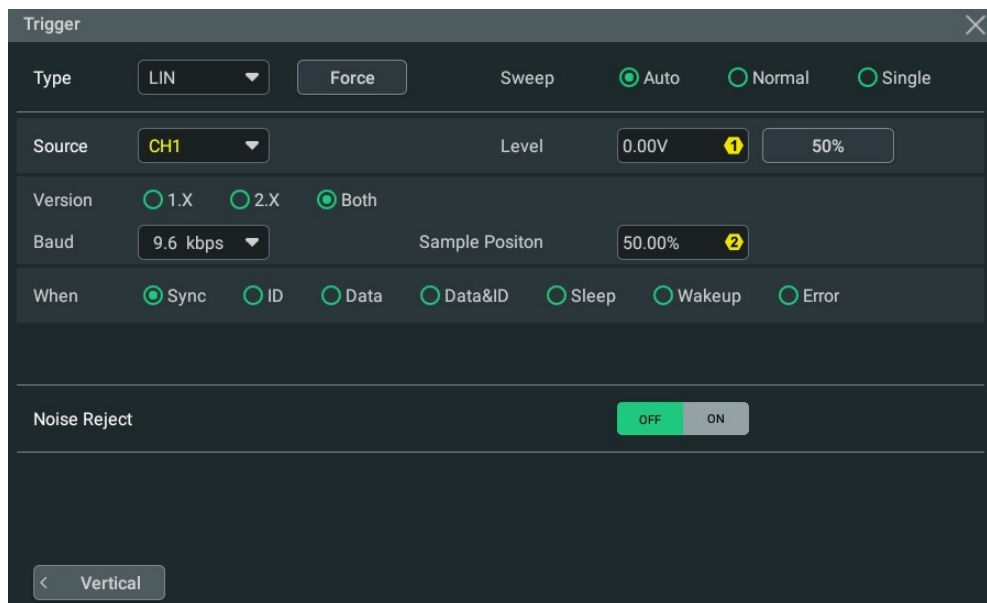 Trigger
Type LIN Force Sweep Auto Normal Single
Source CH1 Level 0.00V 1 50%
Version 1.X 2.X Both
Baud 9.6 kbps Sample Positon 50.00% 2
When Sync ID Data Data&ID Sleep Wakeup Error
Noise Reject OFF ON
< Vertical